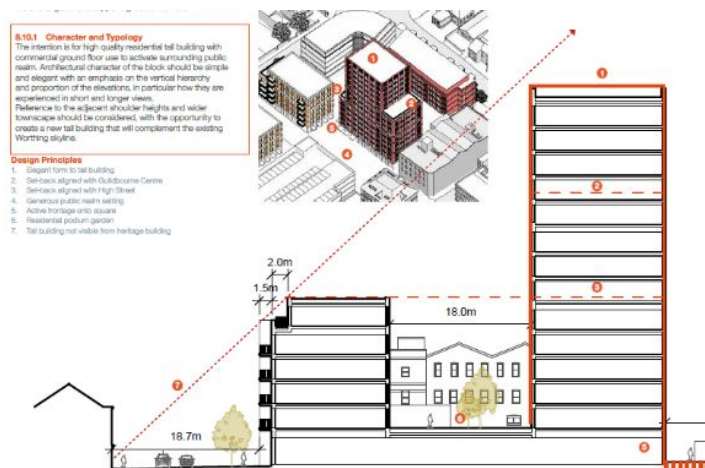 8.10.1 Character and Typology
The intention is for high quality residential tall building with
commercial ground floor use to activate surrounding public
realm. Architectural character of the block should be simple
and elegant with an emphasis on the vertical hierarchy
and proportion of the elevations, in particular how they are
experienced in short and longer views.
Reference to the adjacent shoulder heights and wider
townscape should be considered, with the opportunity to
create a new tall building that will complement the existing
Worthing skyline.
Design Principles
1. Elegant form to tall building
2. Set-back aligned with Guildbourne Centre
3. Set-back aligned with High Street
4. Generous public realm setting
5. Active frontage onto square
6. Residential podium garden
7. Tall building not visible from heritage building
1
2
3
5
4
1
2
3
2.0m
1.5m
18.0m
7
18.7m
6
5